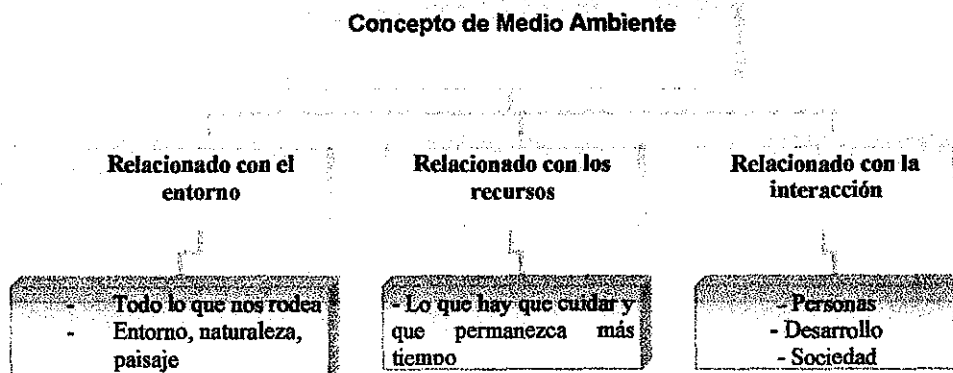 Concepto de Medio Ambiente
Relacionado con el
entorno
- Todo lo que nos rodea
- Entorno, naturaleza,
paisaje
Relacionado con los
recursos
- Lo que hay que cuidar y
que permanezca más
tiempo
Relacionado con la
interacción
- Personas
- Desarrollo
- Sociedad